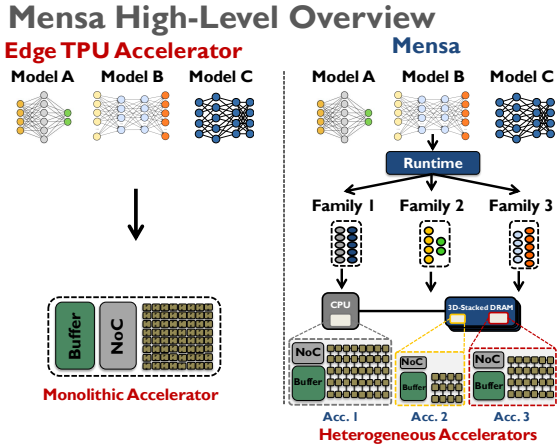 Mensa High-Level Overview
Edge TPU Accelerator
Model A
Model B
Model C
Buffer
NoC
Monolithic Accelerator
Mensa
Model A
Model B
Model C
Runtime
Family 1
Family 2
Family 3
CPU
3D-Stacked DRAM
NoC
Buffer
NoC
Buffer
NoC
Buffer
Acc. 1
Acc. 2
Acc. 3
Heterogeneous Accelerators